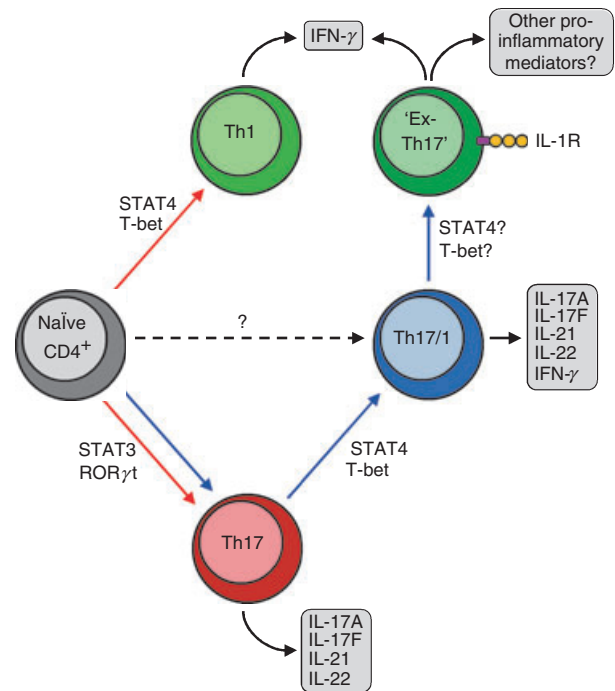 IFN-γ
Other pro-
inflammatory
mediators?
Th1
'Ex-
Th17'
IL-1R
STAT4
T-bet
STAT4?
T-bet?
NaÏve
CD4+
?
Th17/1
IL-17A
IL-17F
IL-21
IL-22
IFN-γ
STAT3
RORγt
STAT4
T-bet
Th17
IL-17A
IL-17F
IL-21
IL-22